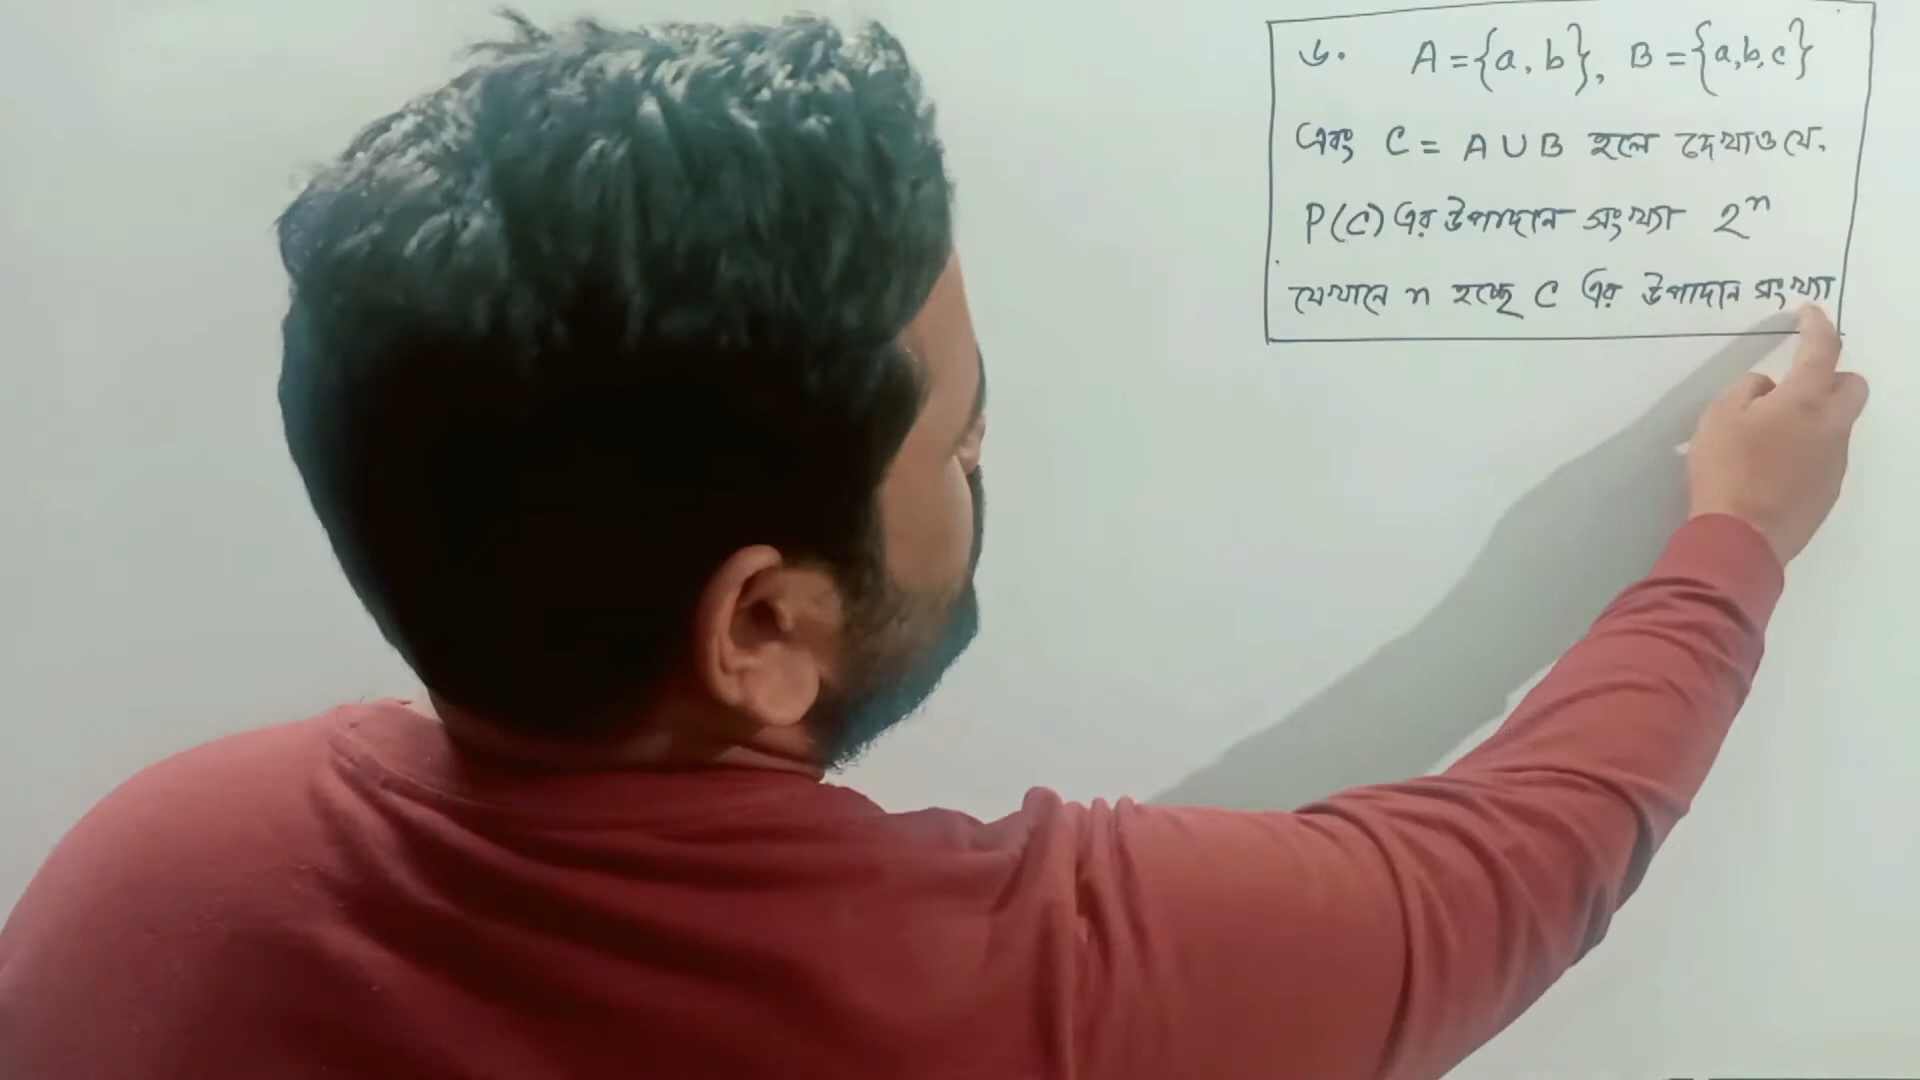 ৬. A = {a, b}, B = {a, b, c}
এবং C = A ∪ B হলে দেখাও যে,
P(C) এর উপাদান সংখ্যা 2ⁿ
যেখানে n হচ্ছে C এর উপাদান সংখ্যা